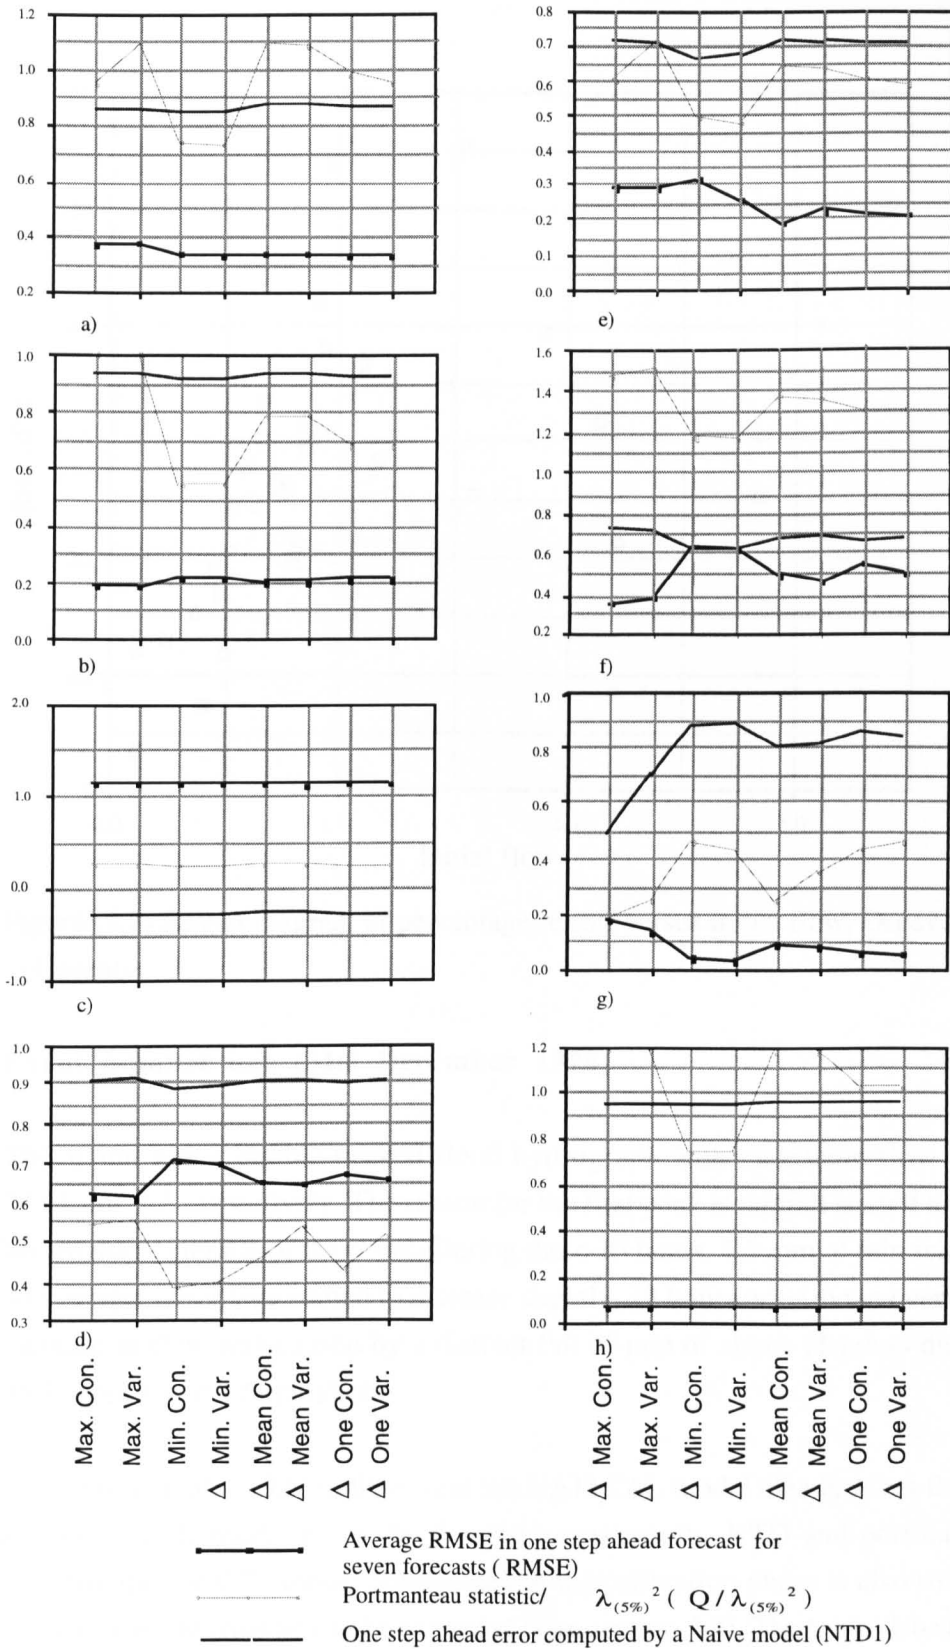 1.2
1.0
0.8
0.6
0.4
0.2
a)
0.8
0.7
0.6
0.5
0.4
0.3
0.2
0.1
0.0
e)
1.0
0.8
0.6
0.4
0.2
0.0
b)
1.6
1.4
1.2
1.0
0.8
0.6
0.4
0.2
f)
2.0
1.0
0.0
-1.0
c)
1.0
0.8
0.6
0.4
0.2
0.0
g)
1.0
0.9
0.8
0.7
0.6
0.5
0.4
0.3
d)
1.2
1.0
0.8
0.6
0.4
0.2
0.0
h)
Max. Con.
Max. Var.
Min. Con.
Δ Min. Var.
Δ Mean Con.
Δ Mean Var.
Δ One Con.
Δ One Var.
Δ Max. Con.
Δ Max. Var.
Δ Min. Con.
Δ Min. Var.
Δ Mean Con.
Δ Mean Var.
Δ One Con.
Δ One Var.
Average RMSE in one step ahead forecast for
seven forecasts ( RMSE)
Portmanteau statistic/ λ(5%)² ( Q / λ(5%)² )
One step ahead error computed by a Naive model (NTD1)